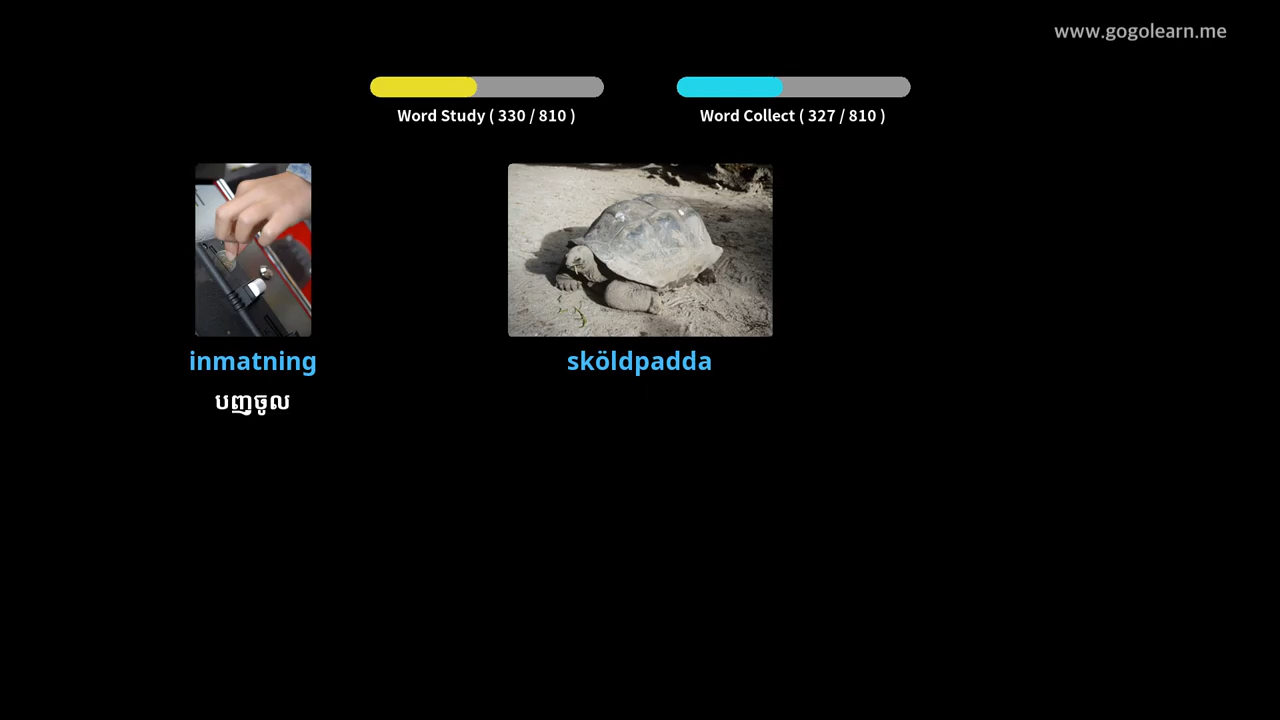 www.gogolearn.me
Word Study ( 330 / 810 )
Word Collect ( 327 / 810 )
inmatning
sköldpadda
បញ្ចូល